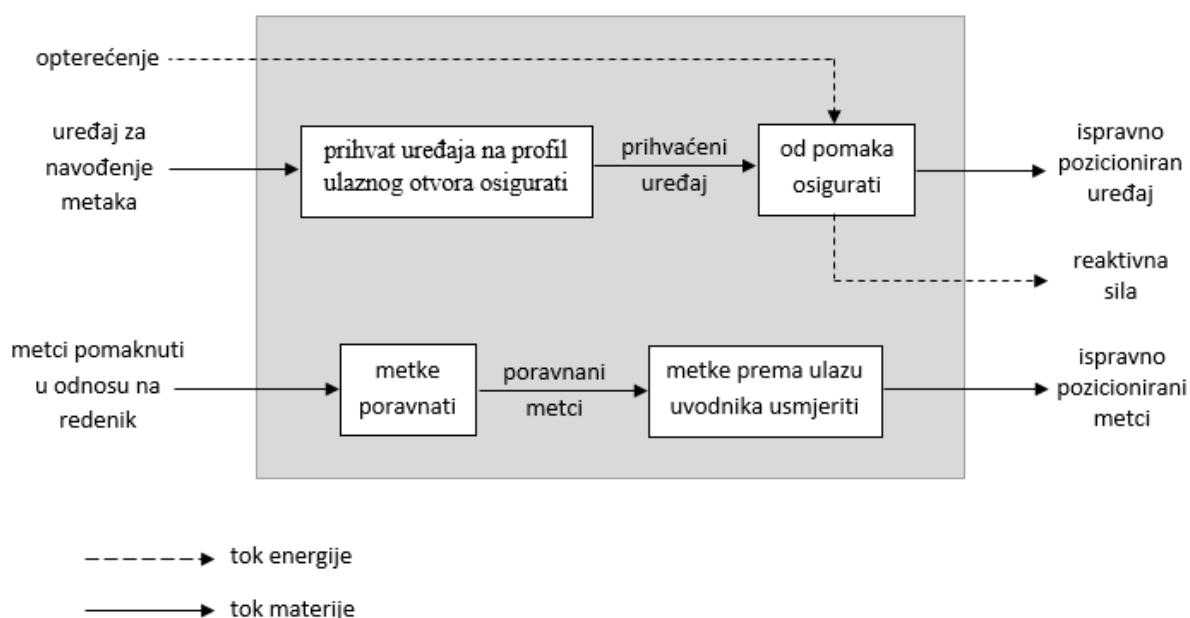 opterećenje
uređaj za
navođenje
metaka
prihvat uređaja na profil
ulaznog otvora osigurati
prihvaćeni
uređaj
od pomaka
osigurati
ispravno
pozicioniran
uređaj
reaktivna
sila
metci pomaknuti
u odnosu na
redenik
metke
poravnati
poravnani
metci
metke prema ulazu
uvodnika usmjeriti
ispravno
pozicionirani
metci
tok energije
tok materije